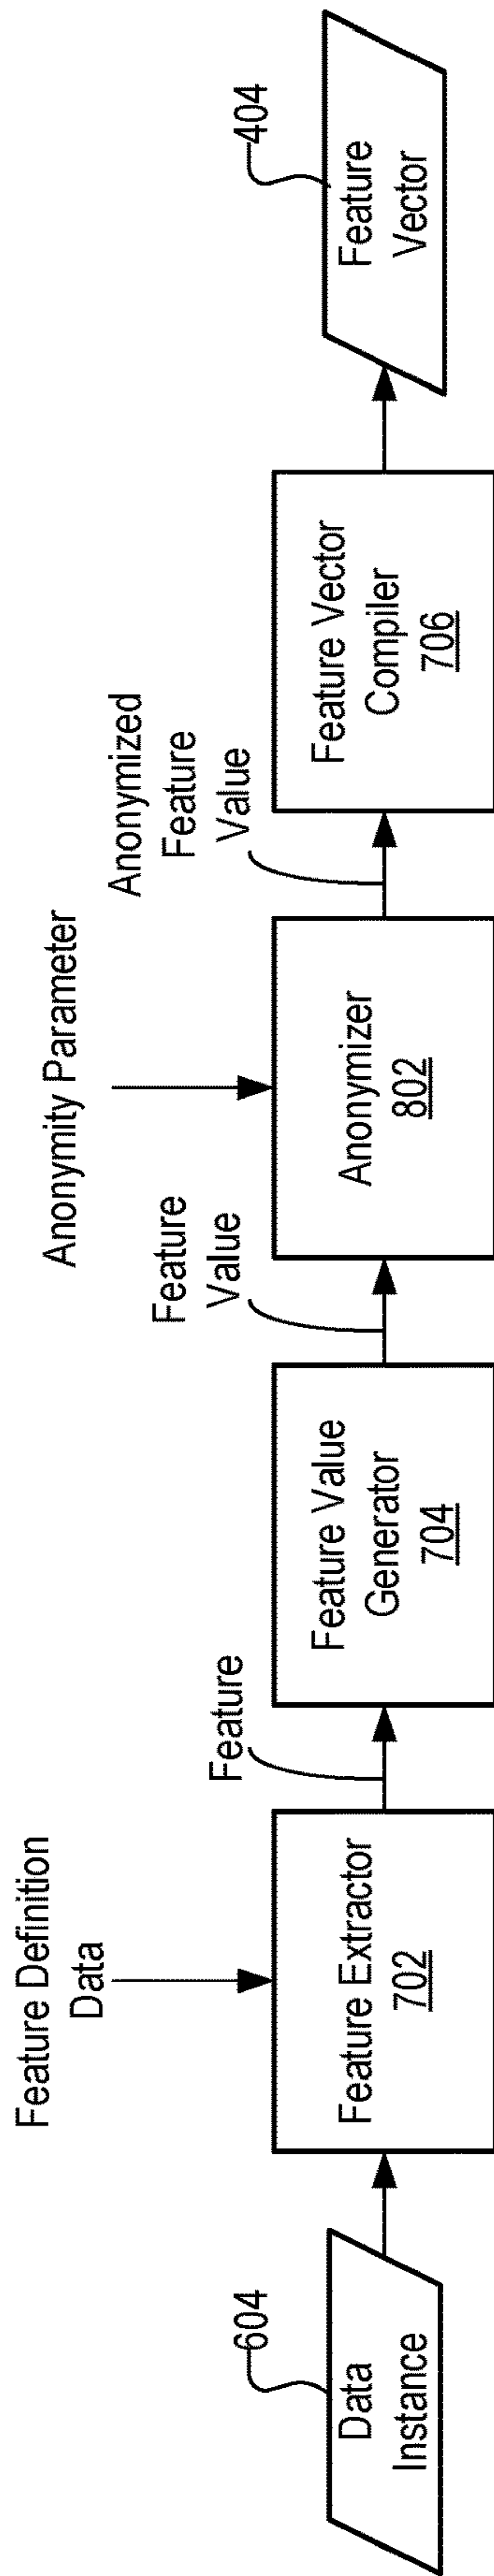 604
Data
Instance
Feature Definition
Data
Feature Extractor
702
Feature
Feature Value
Generator
704
Feature
Value
Anonymity Parameter
Anonymizer
802
Anonymized
Feature
Value
Feature Vector
Compiler
706
404
Feature
Vector